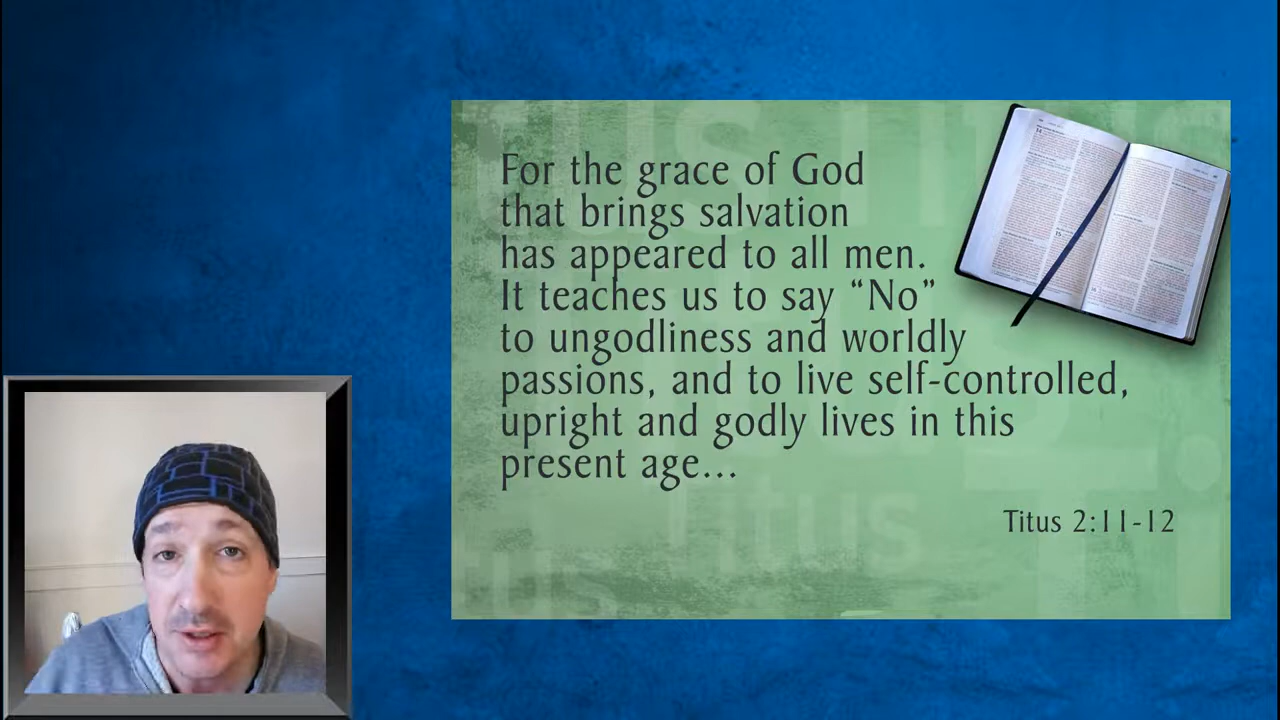 For the grace of God
that brings salvation
has appeared to all men.
It teaches us to say “No”
to ungodliness and worldly
passions, and to live self-controlled,
upright and godly lives in this
present age...
Titus 2:11-12